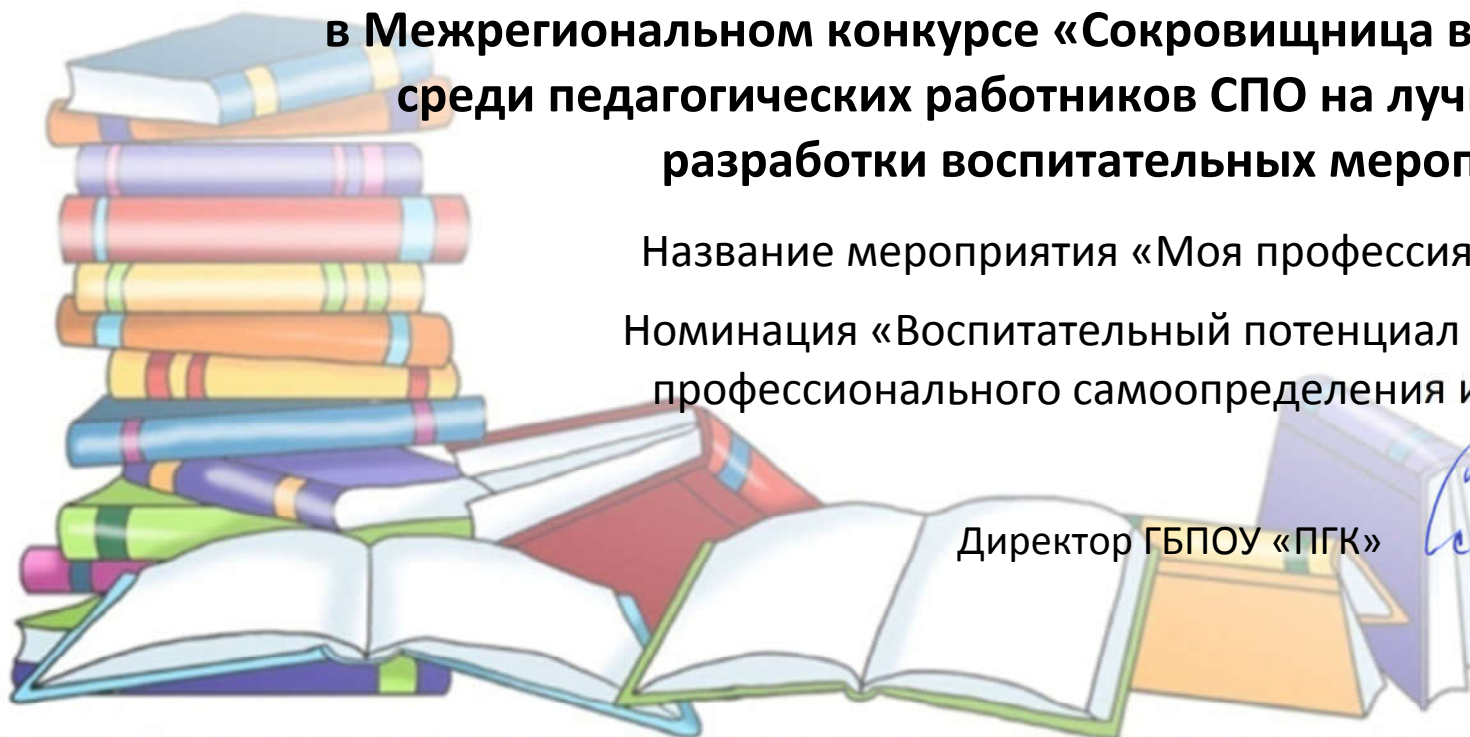 в Межрегиональном конкурсе «Сокровищница в
среди педагогических работников СПО на луч
разработки воспитательных мероп
Название мероприятия «Моя профессия
Номинация «Воспитательный потенциал
профессионального самоопределения и
Директор ГБПОУ «ПГК»